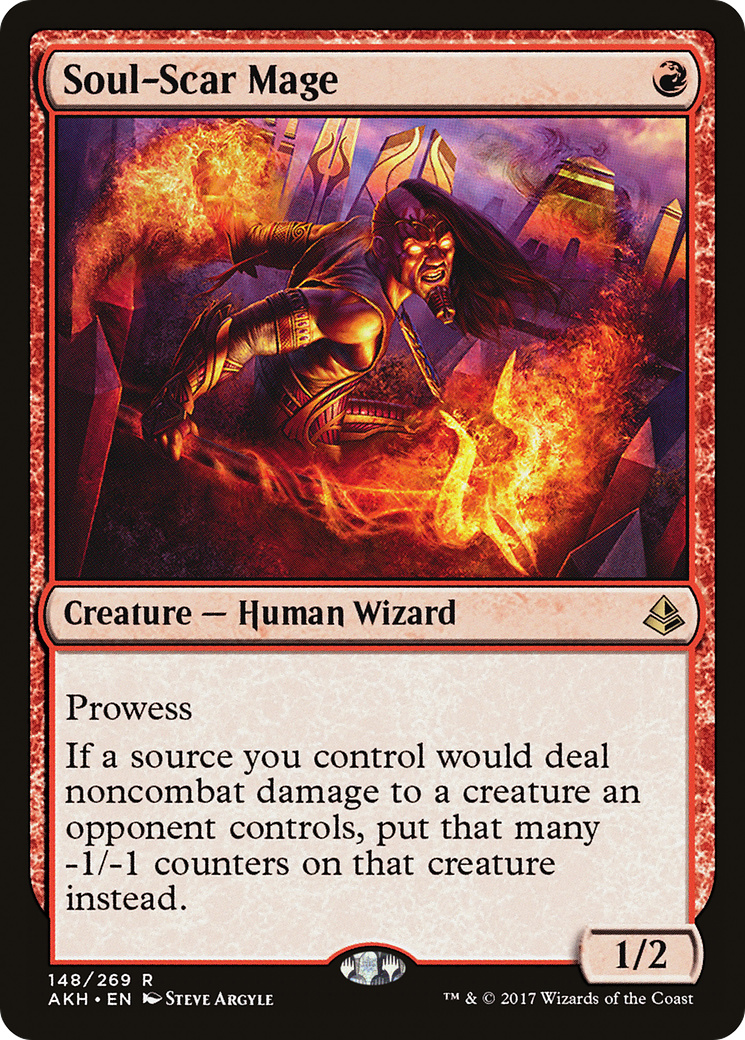 Soul-Scar Mage
Creature — Human Wizard
Prowess
If a source you control would deal
noncombat damage to a creature an
opponent controls, put that many
-1/-1 counters on that creature
instead.
1/2
148/269 R
AKH • EN Steve Argyle
™ & © 2017 Wizards of the Coast